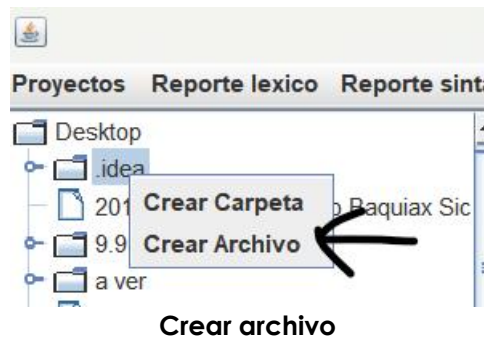 Proyectos Reporte lexico Reporte sint
Desktop
.idea
Crear Carpeta
201 Baquiax Sic
Crear Archivo
9.9
a ver
Crear archivo